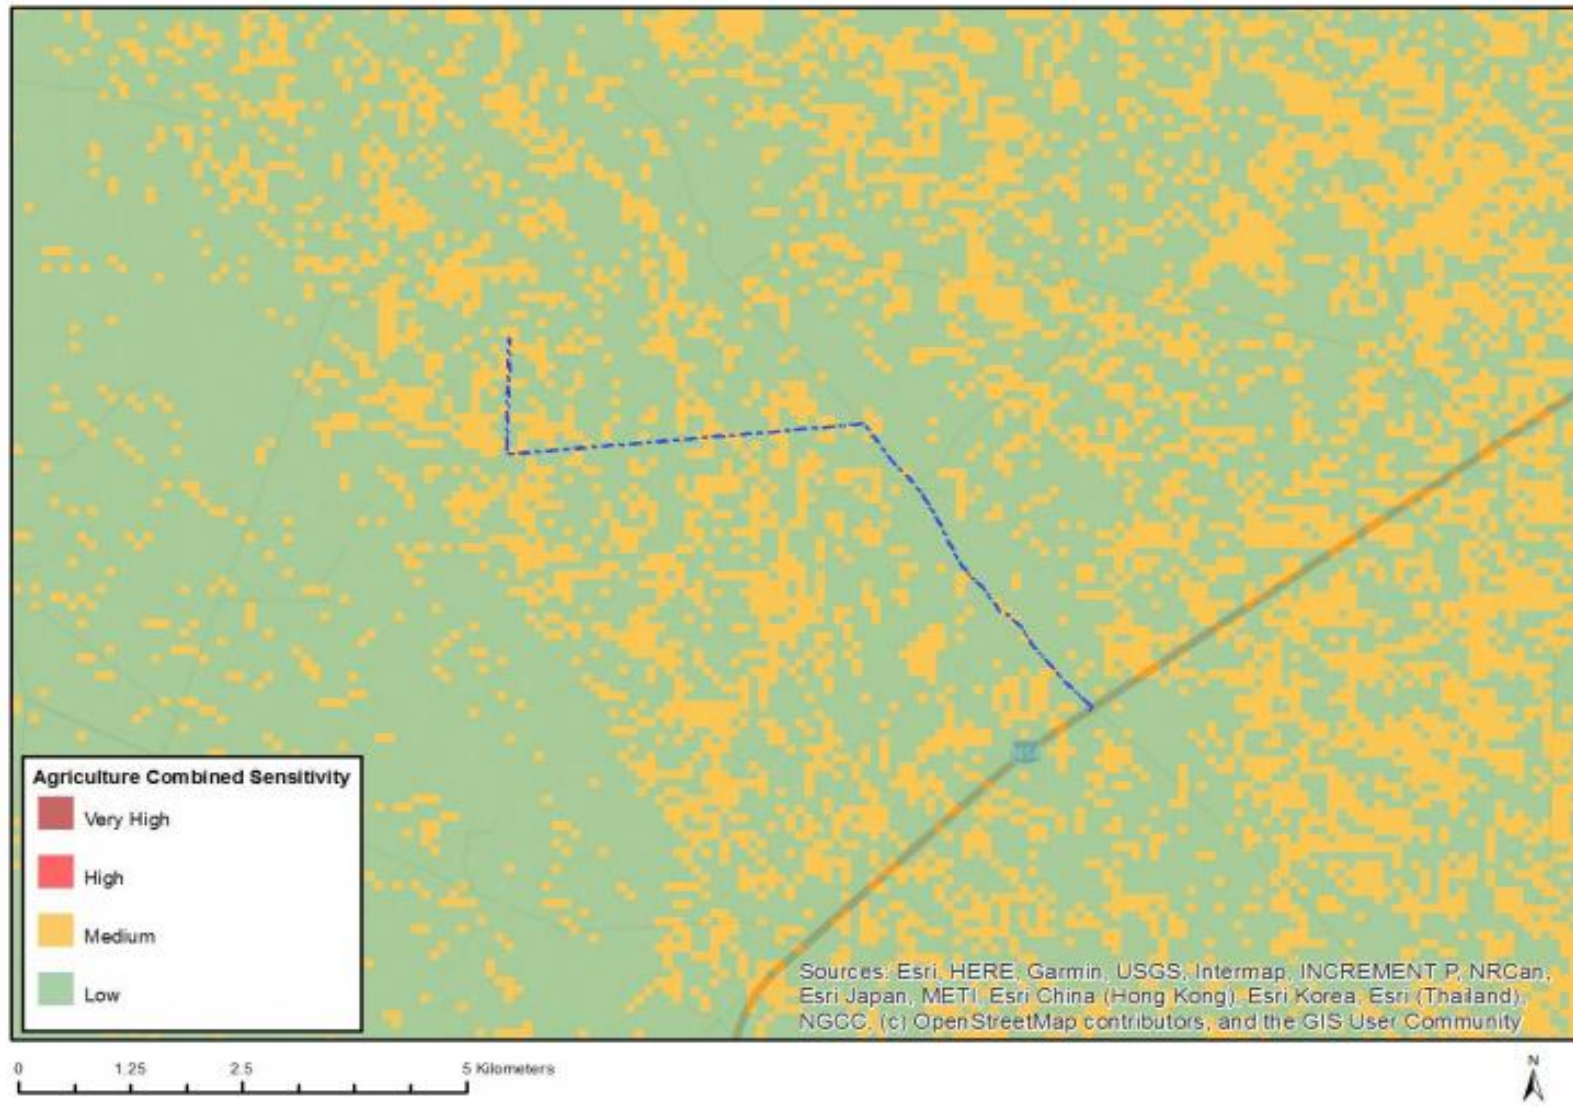 Agriculture Combined Sensitivity
Very High
High
Medium
Low
Sources: Esri, HERE, Garmin, USGS, Intermap, INCREMENT P, NRCan,
Esri Japan, METI, Esri China (Hong Kong), Esri Korea, Esri (Thailand),
NGCC, (c) OpenStreetMap contributors, and the GIS User Community
0 1.25 2.5 5 Kilometers
N